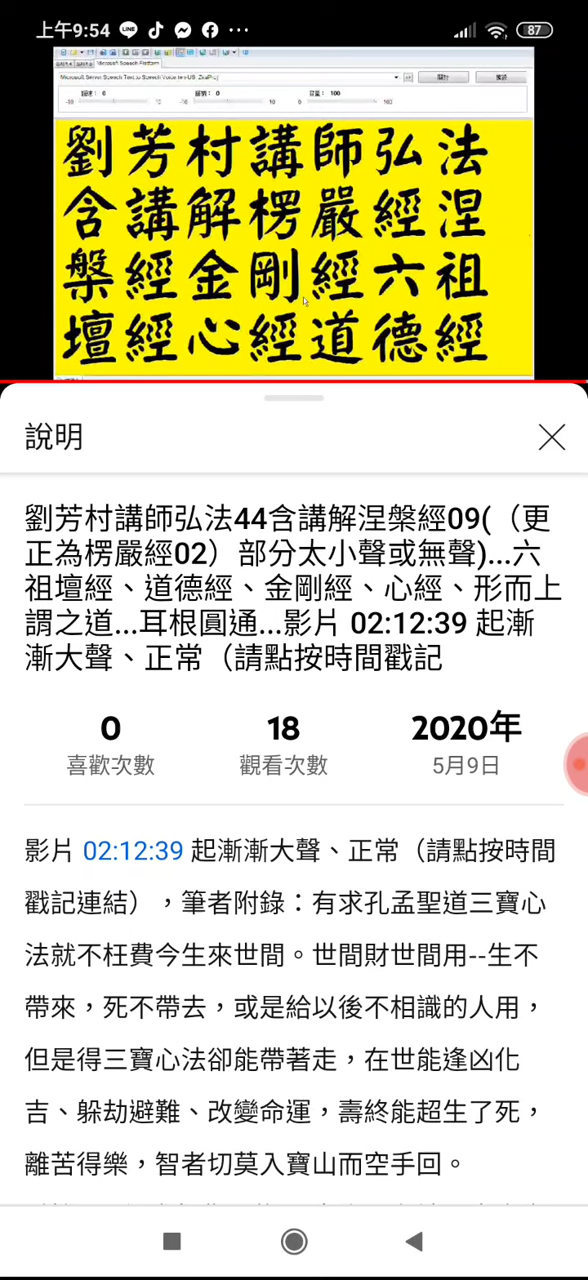 上午9:54
87
Microsoft Speech Platform
劉芳村講師弘法
含講解楞嚴經涅
槃經金剛經六祖
壇經心經道德經
說明
劉芳村講師弘法44含講解涅槃經09(（更
正為楞嚴經02）部分太小聲或無聲)...六
祖壇經、道德經、金剛經、心經、形而上
謂之道...耳根圓通...影片 02:12:39 起漸
漸大聲、正常（請點按時間戳記
0 18 2020年
喜歡次數 觀看次數 5月9日
影片 02:12:39 起漸漸大聲、正常（請點按時間
戳記連結），筆者附錄：有求孔孟聖道三寶心
法就不枉費今生來世間。世間財世間用--生不
帶來，死不帶去，或是給以後不相識的人用，
但是得三寶心法卻能帶著走，在世能逢凶化
吉、躲劫避難、改變命運，壽終能超生了死，
離苦得樂，智者切莫入寶山而空手回。